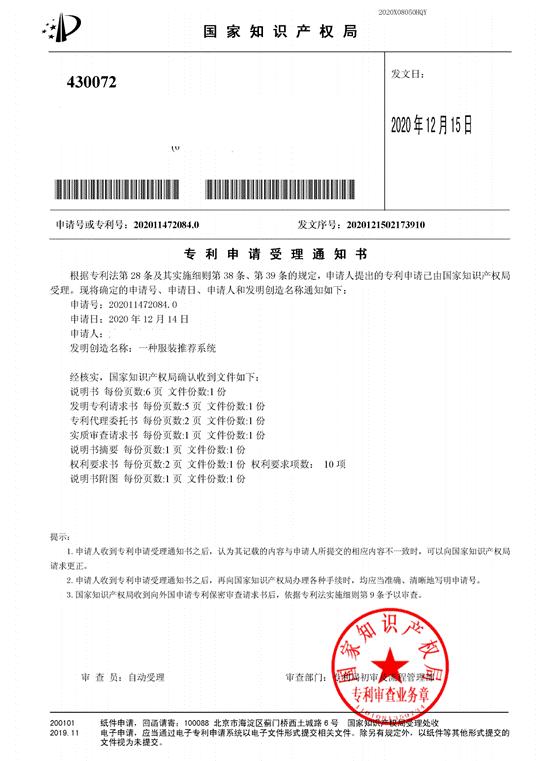 2020X08050HQY
国家知识产权局
430072
发文日：
2020年12月15日
申请号或专利号：202011472084.0 发文序号：2020121502173910
专利申请受理通知书
根据专利法第28条及其实施细则第38条、第39条的规定，申请人提出的专利申请已由国家知识产权局
受理。现将确定的申请号、申请日、申请人和发明创造名称通知如下：
申请号：202011472084.0
申请日：2020年12月14日
申请人：
发明创造名称：一种服装推荐系统
经核实，国家知识产权局确认收到文件如下：
说明书 每份页数:6页 文件份数:1份
发明专利请求书 每份页数:5页 文件份数:1份
专利代理委托书 每份页数:2页 文件份数:1份
实质审查请求书 每份页数:1页 文件份数:1份
说明书摘要 每份页数:1页 文件份数:1份
权利要求书 每份页数:2页 文件份数:1份 权利要求项数： 10项
说明书附图 每份页数:1页 文件份数:1份
提示：
1.申请人收到专利申请受理通知书之后，认为其记载的内容与申请人所提交的相应内容不一致时，可以向国家知识产权局
请求更正。
2.申请人收到专利申请受理通知书之后，再向国家知识产权局办理各种手续时，均应当准确、清晰地写明申请号。
3.国家知识产权局收到向外国申请专利保密审查请求书后，依据专利法实施细则第9条予以审查。
国家知识产权局
专利审查业务章
审查员：自动受理 审查部门：专利局初审及流程管理部
200101 纸件申请，回函请寄：100088 北京市海淀区蓟门桥西土城路6号 国家知识产权局受理处收
2019.11 电子申请，应当通过电子专利申请系统以电子文件形式提交相关文件。除另有规定外，以纸件等其他形式提交的
文件视为未提交。